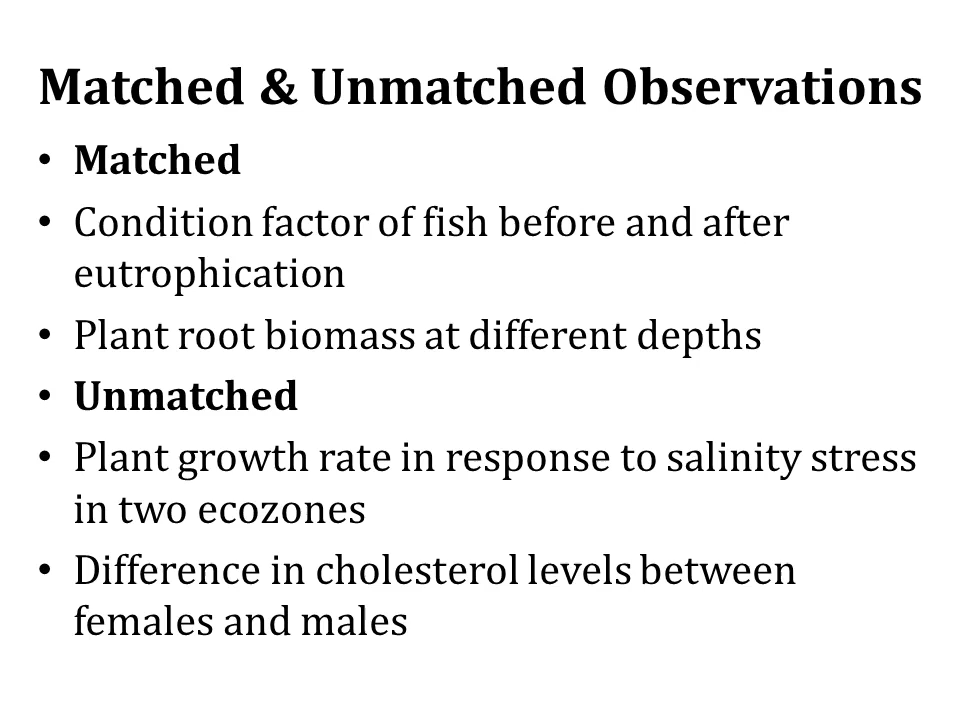 Matched & Unmatched Observations
• Matched
• Condition factor of fish before and after
eutrophication
• Plant root biomass at different depths
• Unmatched
• Plant growth rate in response to salinity stress
in two ecozones
• Difference in cholesterol levels between
females and males